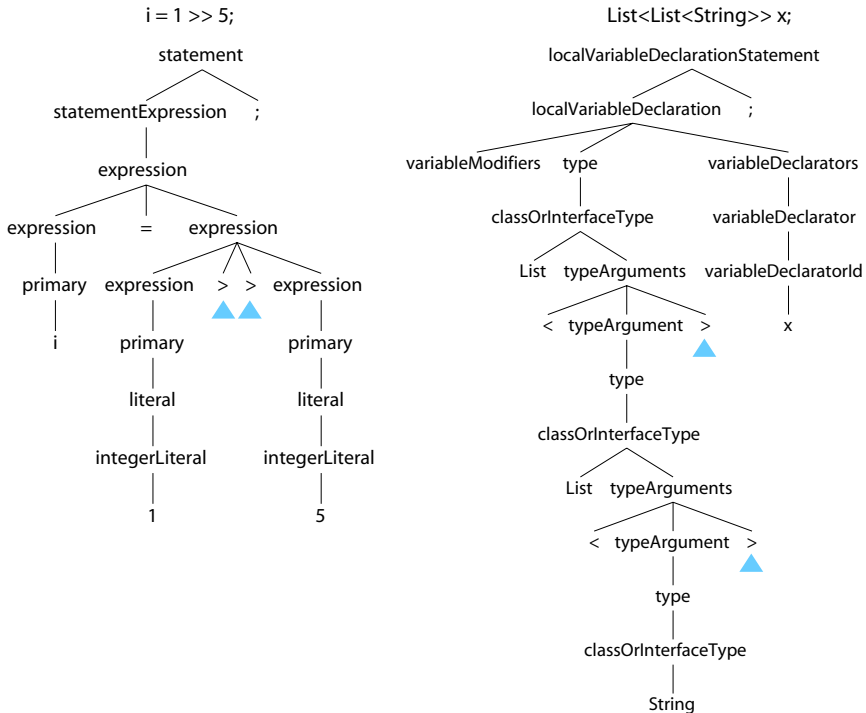 i = 1 >> 5;
statement
statementExpression ;
expression
expression = expression
primary expression > > expression
i primary primary
literal literal
integerLiteral integerLiteral
1 5
List<List<String>> x;
localVariableDeclarationStatement
localVariableDeclaration ;
variableModifiers type variableDeclarators
classOrInterfaceType variableDeclarator
List typeArguments variableDeclaratorId
< typeArgument > x
type
classOrInterfaceType
List typeArguments
< typeArgument >
type
classOrInterfaceType
String